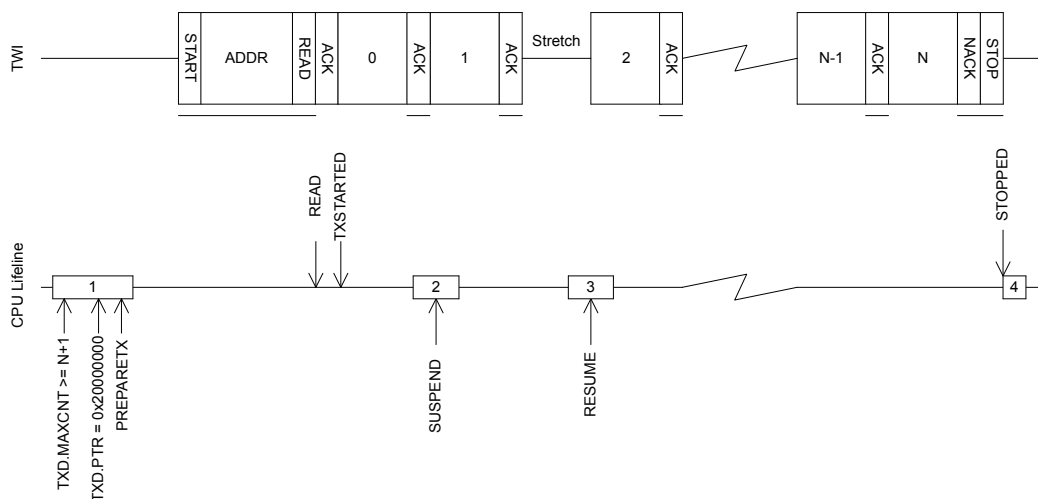 TWI
START
ADDR
READ
ACK
0
ACK
1
ACK
Stretch
2
ACK
N-1
ACK
N
NACK
STOP
READ
TXSTARTED
STOPPED
CPU Lifeline
1
2
3
4
TXD.MAXCNT >= N+1
TXD.PTR = 0x20000000
PREPARETX
SUSPEND
RESUME